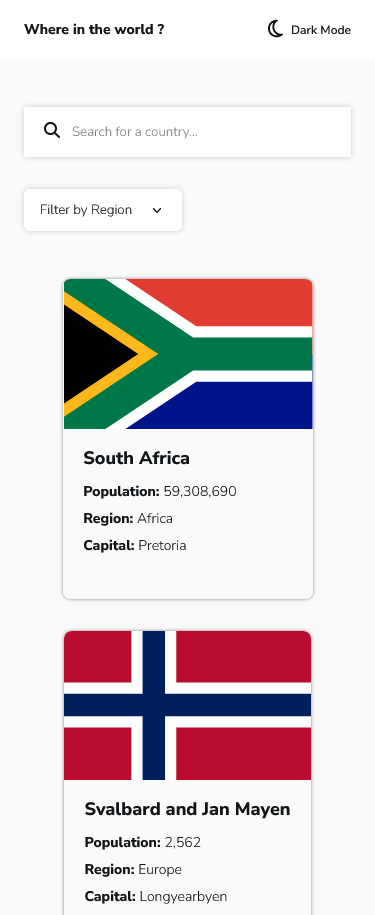 Where in the world ?
Dark Mode
Search for a country...
Filter by Region
South Africa
Population: 59,308,690
Region: Africa
Capital: Pretoria
Svalbard and Jan Mayen
Population: 2,562
Region: Europe
Capital: Longyearbyen